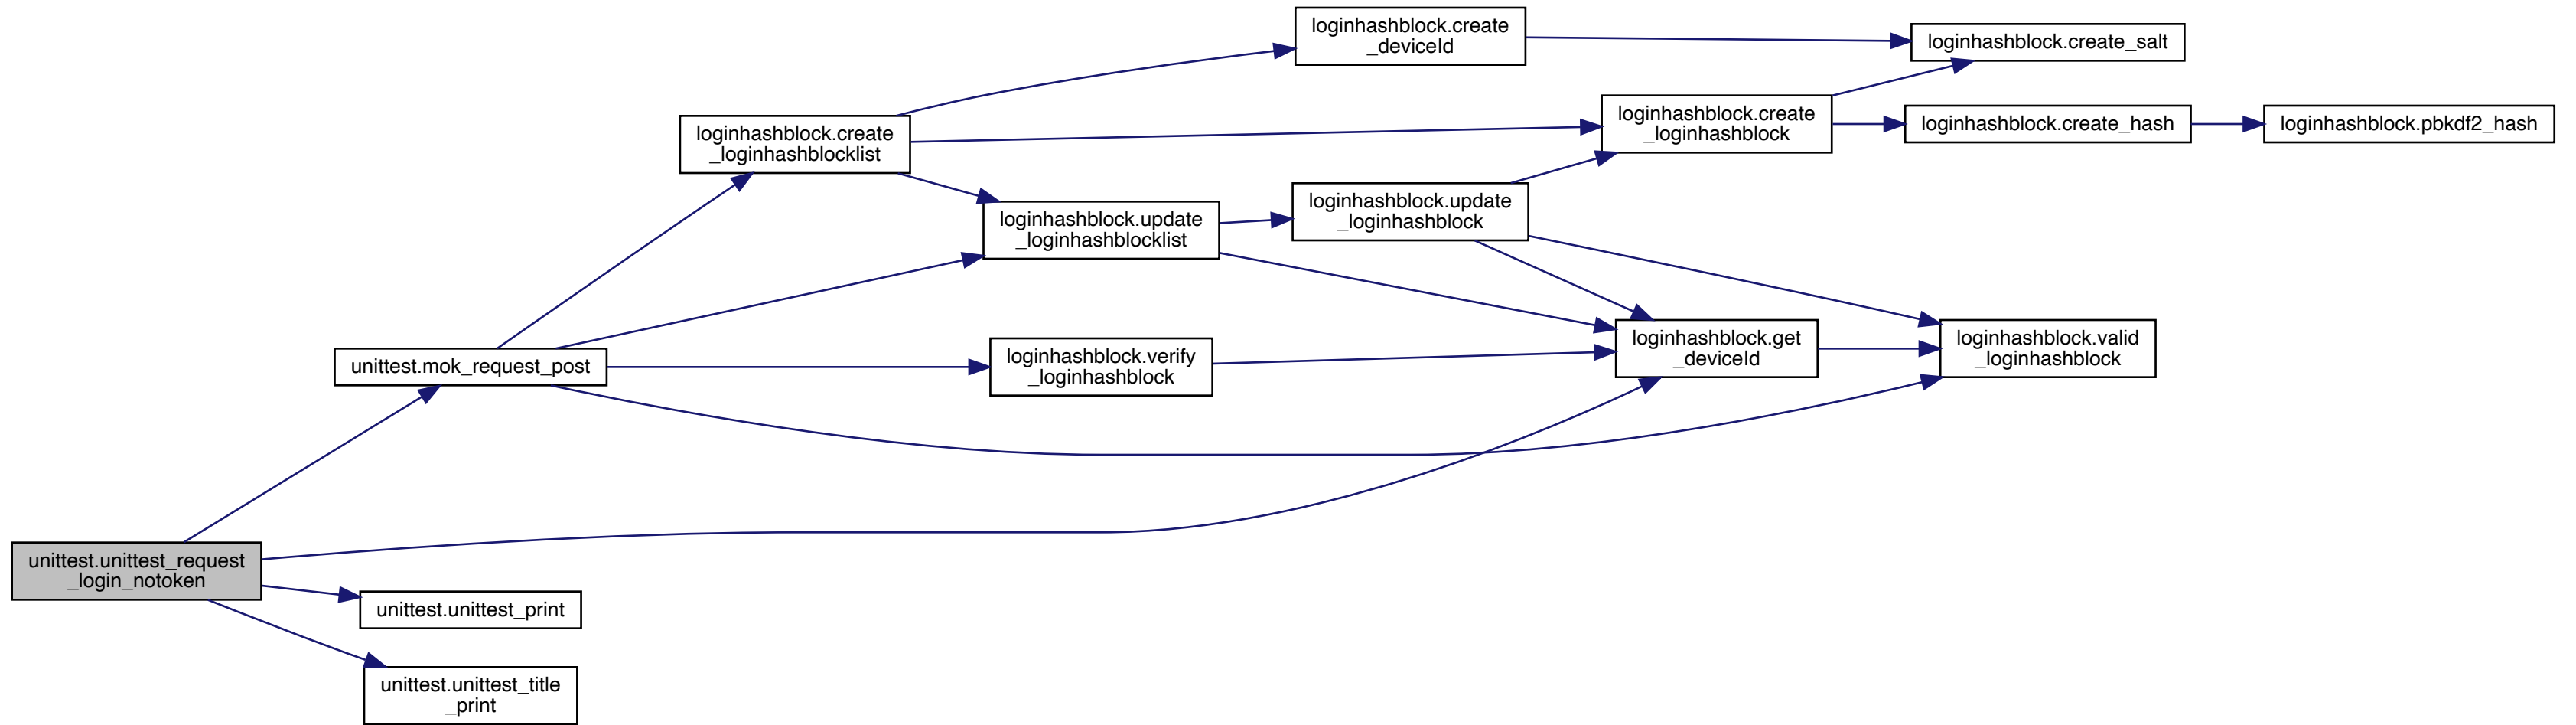 loginhashblock.create
_deviceId
loginhashblock.create_salt
loginhashblock.create
_loginhashblocklist
loginhashblock.create
_loginhashblock
loginhashblock.create_hash
loginhashblock.pbkdf2_hash
loginhashblock.update
_loginhashblocklist
loginhashblock.update
_loginhashblock
unittest.mok_request_post
loginhashblock.verify
_loginhashblock
loginhashblock.get
_deviceId
loginhashblock.valid
_loginhashblock
unittest.unittest_request
_login_notoken
unittest.unittest_print
unittest.unittest_title
_print